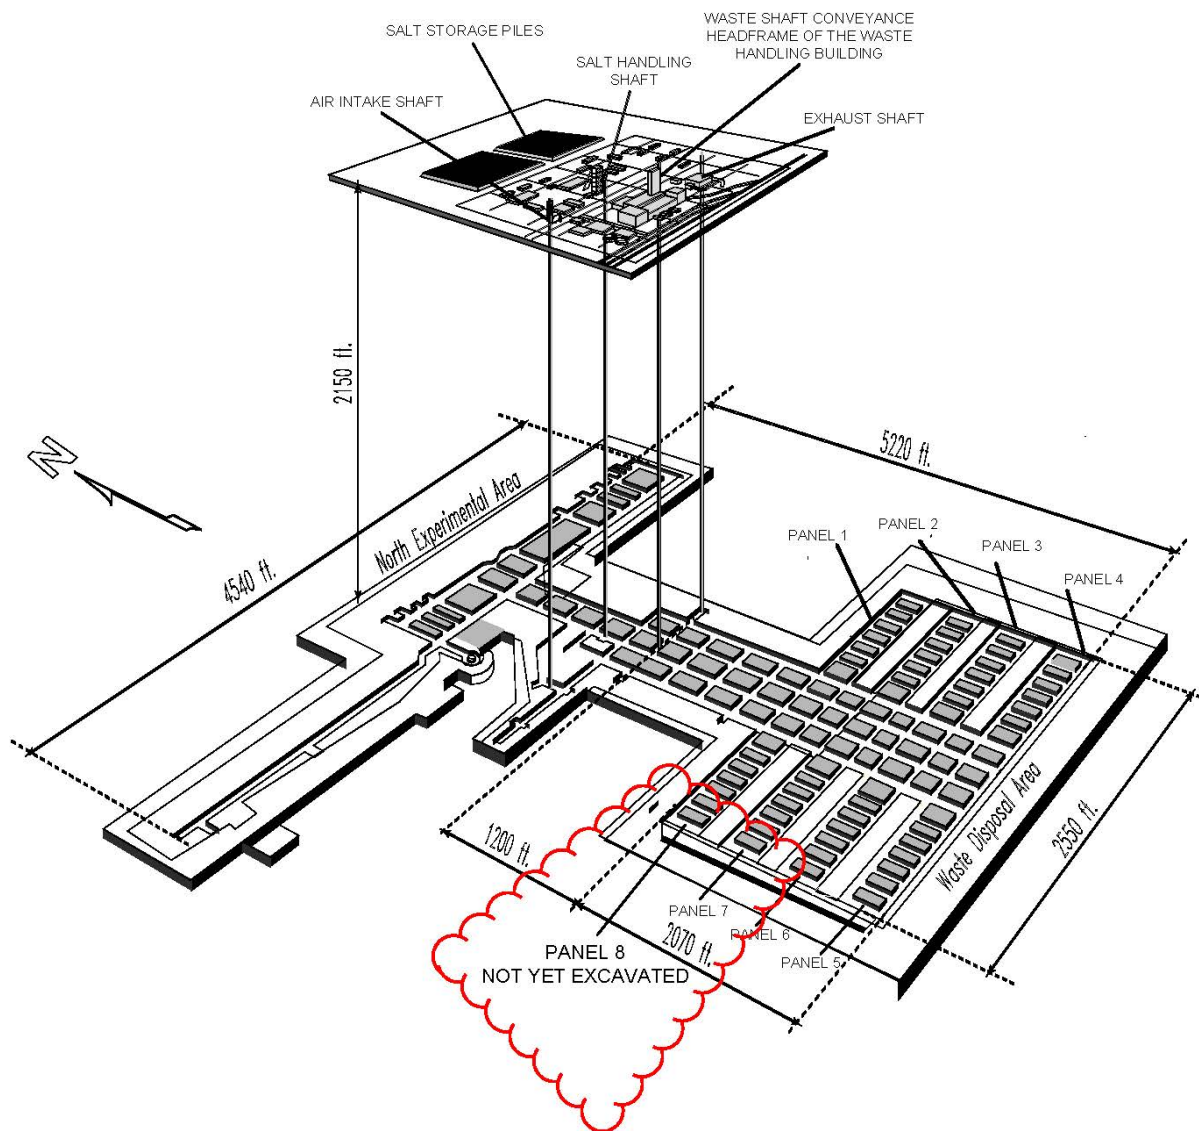 WASTE SHAFT CONVEYANCE
HEADFRAME OF THE WASTE
HANDLING BUILDING
SALT STORAGE PILES
SALT HANDLING
SHAFT
AIR INTAKE SHAFT
EXHAUST SHAFT
2150 ft.
N
5220 ft.
North Experimental Area
4540 ft.
PANEL 1
PANEL 2
PANEL 3
PANEL 4
Waste Disposal Area
2550 ft.
1200 ft.
PANEL 7
PANEL 6
2070 ft.
PANEL 5
PANEL 8
NOT YET EXCAVATED